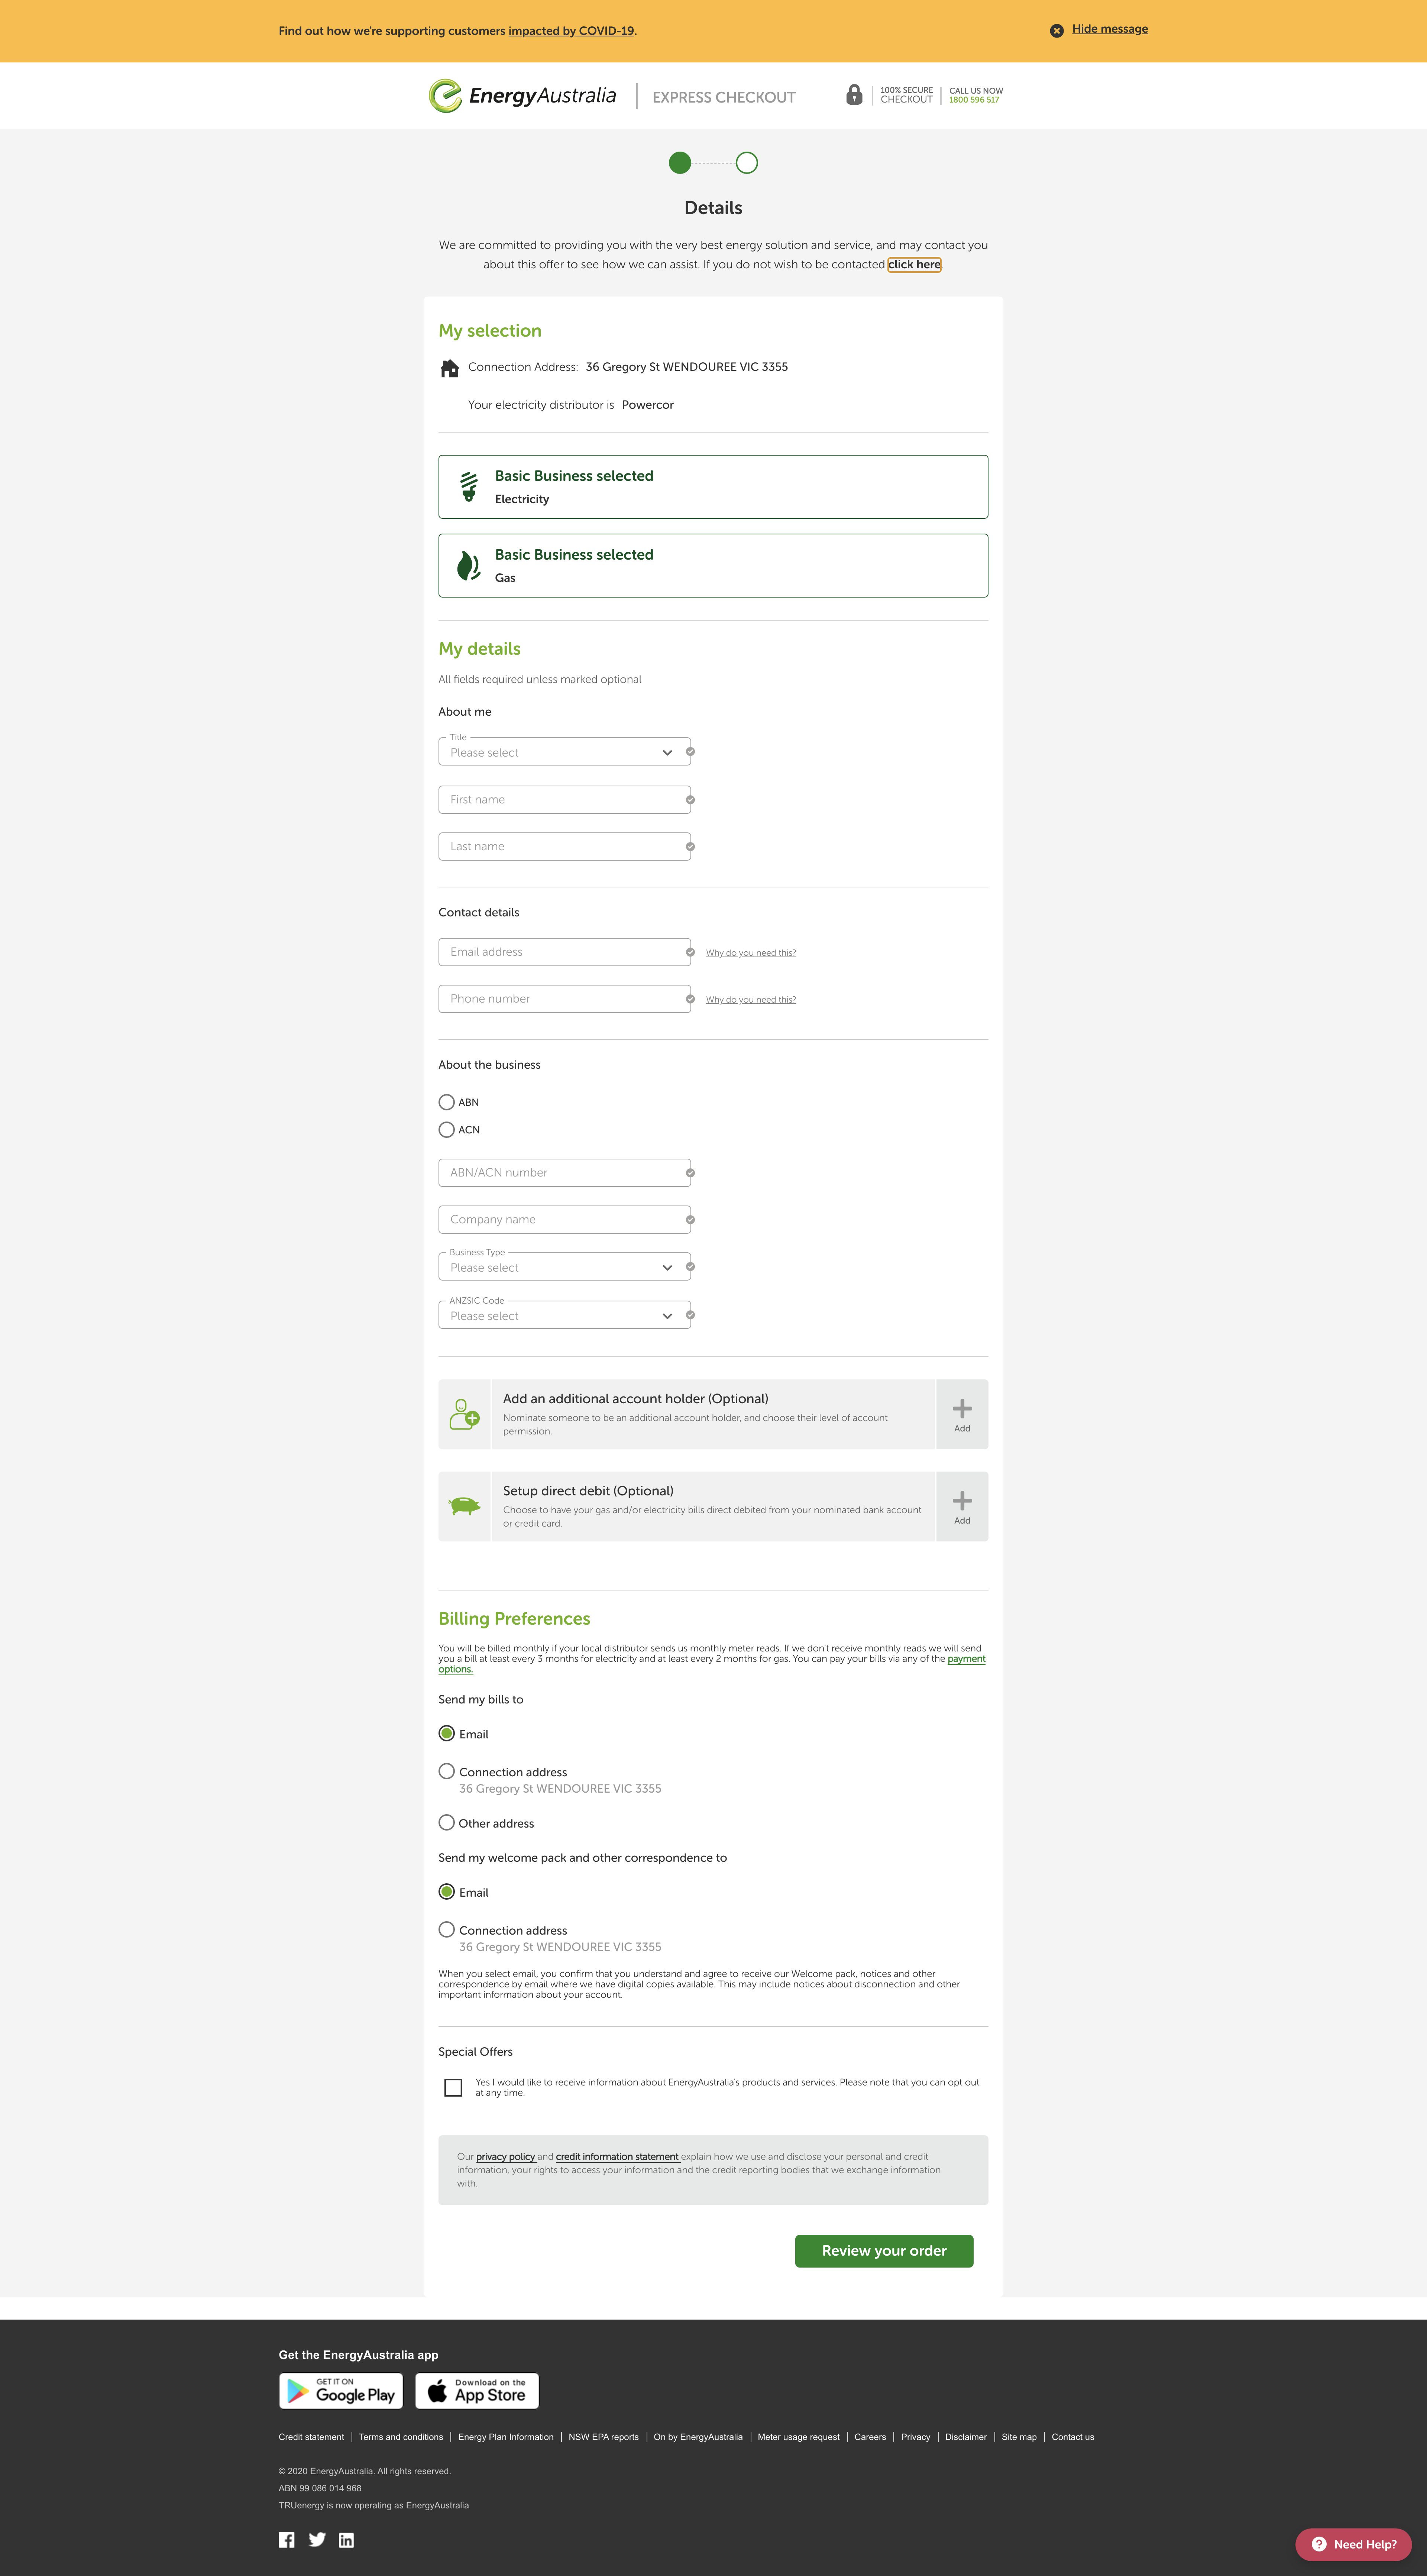 Find out how we're supporting customers impacted by COVID-19.
Hide message
EnergyAustralia
EXPRESS CHECKOUT
100% SECURE
CHECKOUT
CALL US NOW
1800 596 517
Details
We are committed to providing you with the very best energy solution and service, and may contact you
about this offer to see how we can assist. If you do not wish to be contacted click here.
My selection
Connection Address: 36 Gregory St WENDOUREE VIC 3355
Your electricity distributor is Powercor
Basic Business selected
Electricity
Basic Business selected
Gas
My details
All fields required unless marked optional
About me
Title
Please select
First name
Last name
Contact details
Email address
Why do you need this?
Phone number
Why do you need this?
About the business
ABN
ACN
ABN/ACN number
Company name
Business Type
Please select
ANZSIC Code
Please select
Add an additional account holder (Optional)
Nominate someone to be an additional account holder, and choose their level of account
permission.
Add
Setup direct debit (Optional)
Choose to have your gas and/or electricity bills direct debited from your nominated bank account
or credit card.
Add
Billing Preferences
You will be billed monthly if your local distributor sends us monthly meter reads. If we don't receive monthly reads we will send
you a bill at least every 3 months for electricity and at least every 2 months for gas. You can pay your bills via any of the payment
options.
Send my bills to
Email
Connection address
36 Gregory St WENDOUREE VIC 3355
Other address
Send my welcome pack and other correspondence to
Email
Connection address
36 Gregory St WENDOUREE VIC 3355
When you select email, you confirm that you understand and agree to receive our Welcome pack, notices and other
correspondence by email where we have digital copies available. This may include notices about disconnection and other
important information about your account.
Special Offers
Yes I would like to receive information about EnergyAustralia's products and services. Please note that you can opt out
at any time.
Our privacy policy and credit information statement explain how we use and disclose your personal and credit
information, your rights to access your information and the credit reporting bodies that we exchange information
with.
Review your order
Get the EnergyAustralia app
GET IT ON
Google Play
Download on the
App Store
Credit statement | Terms and conditions | Energy Plan Information | NSW EPA reports | On by EnergyAustralia | Meter usage request | Careers | Privacy | Disclaimer | Site map | Contact us
© 2020 EnergyAustralia. All rights reserved.
ABN 99 086 014 968
TRUenergy is now operating as EnergyAustralia
Need Help?